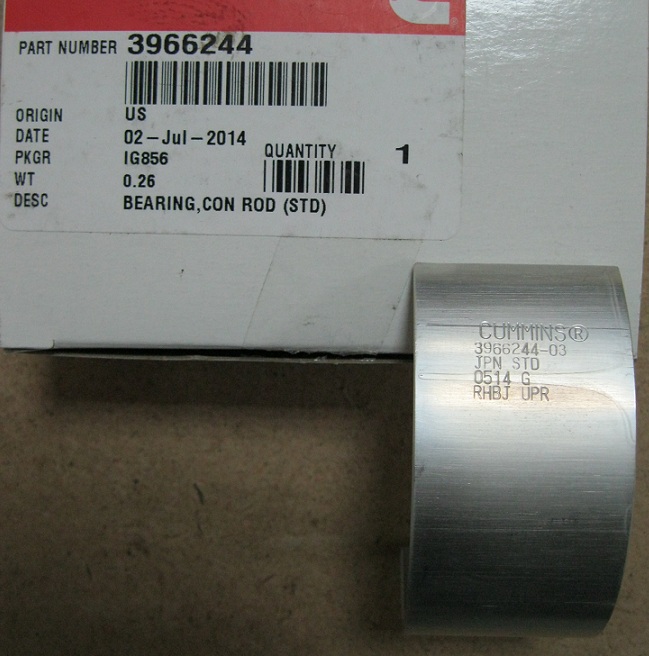 PART NUMBER 3966244
ORIGIN US
DATE 02-Jul-2014
PKGR IG856 QUANTITY 1
WT 0.26
DESC BEARING,CON ROD (STD)
CUMMINS®
3966244-03
JPN STD
0514 G
RHBJ UPR